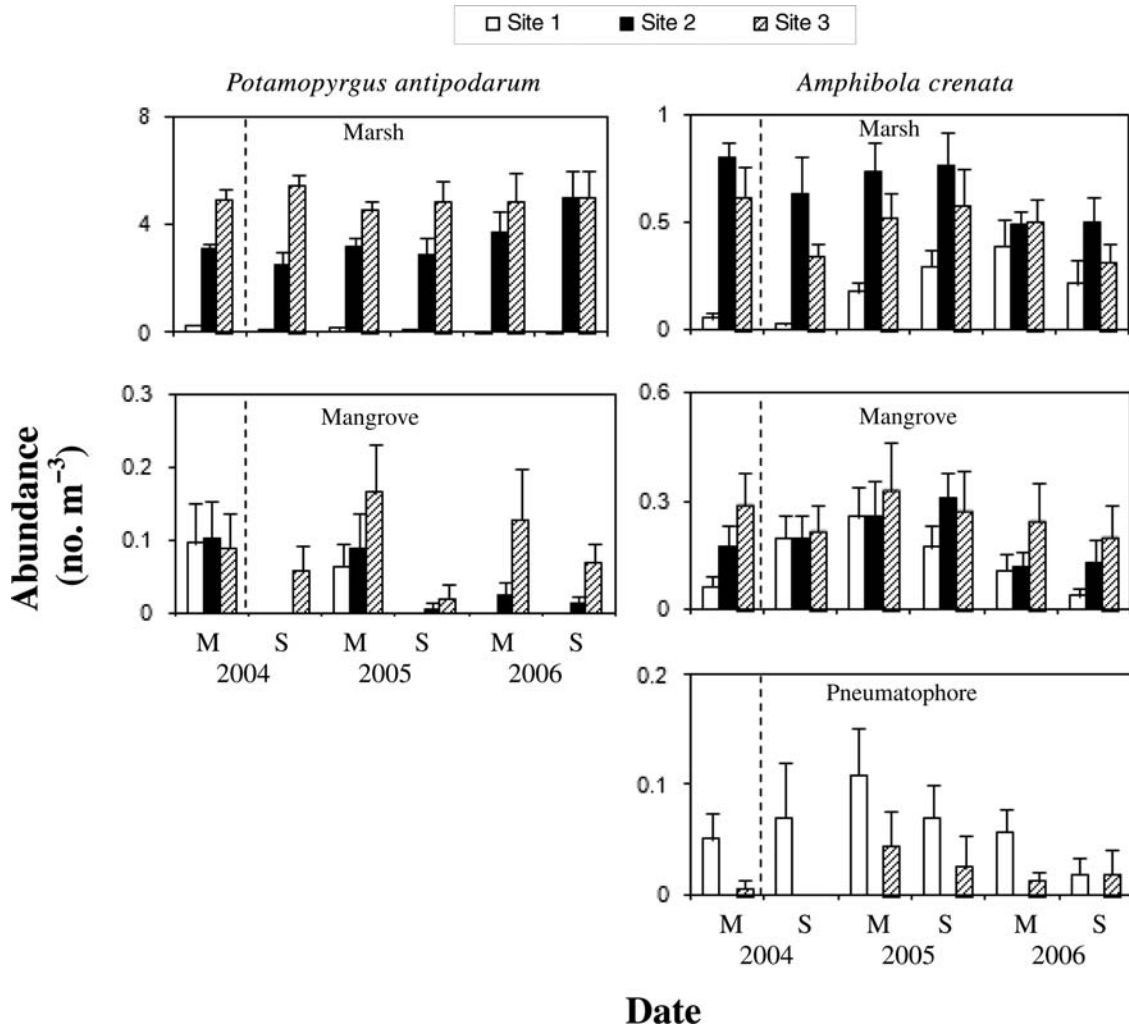 Site 1 Site 2 Site 3
Potamopyrgus antipodarum
Amphibola crenata
Marsh
8
4
0
Marsh
1
0.5
0
Mangrove
0.3
0.2
0.1
0
Mangrove
0.6
0.3
0
Abundance
(no. m⁻³)
M S M S M S
2004 2005 2006
Pneumatophore
0.2
0.1
0
M S M S M S
2004 2005 2006
Date